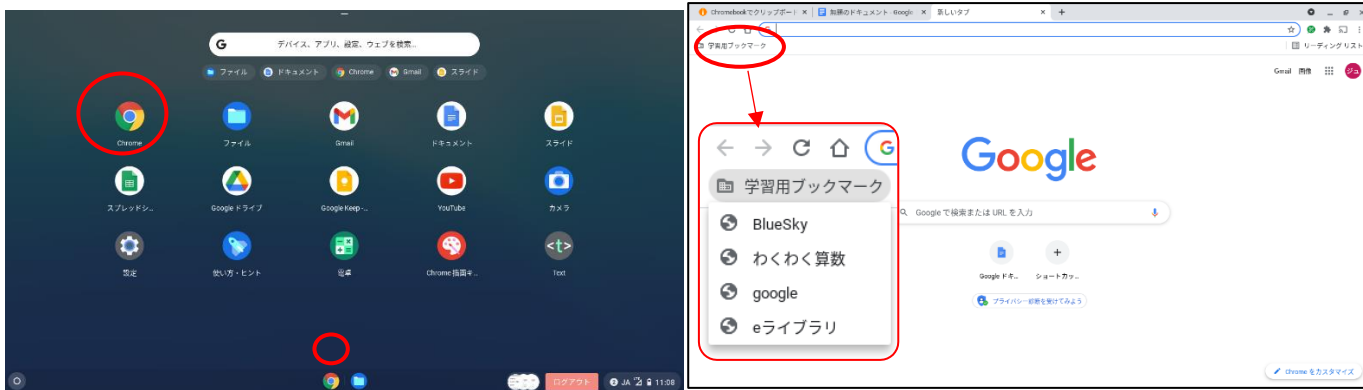 デバイス、アプリ、設定、ウェブを検索...
ファイル ドキュメント Chrome Gmail スライド
Chrome ファイル Gmail ドキュメント スライド
スプレッドシ... Google ドライブ Google Keep -... YouTube カメラ
設定 使い方・ヒント 電卓 Chrome 描画キ... Text
ログアウト JA 11:08
Chromebookでクリップボー 無題のドキュメント - Google 新しいタブ
学習用ブックマーク リーディングリスト
Gmail 画像 ジュ
学習用ブックマーク
BlueSky
わくわく算数
google
eライブラリ
Google
Google で検索または URL を入力
Google ドキ... ショートカッ...
プライバシー診断を受けてみよう
Chrome をカスタマイズ